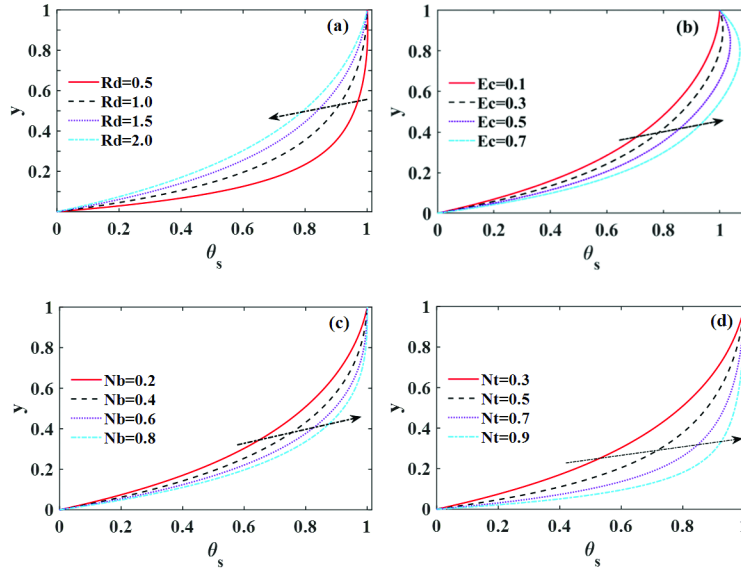 (a)
1
0.8
0.6
0.4
0.2
y
Rd=0.5
Rd=1.0
Rd=1.5
Rd=2.0
0 0.2 0.4 0.6 0.8 1
θs
(b)
1
0.8
0.6
0.4
0.2
0
y
Ec=0.1
Ec=0.3
Ec=0.5
Ec=0.7
0 0.2 0.4 0.6 0.8 1
θs
(c)
1
0.8
0.6
0.4
0.2
0
y
Nb=0.2
Nb=0.4
Nb=0.6
Nb=0.8
0 0.2 0.4 0.6 0.8 1
θs
(d)
1
0.8
0.6
0.4
0.2
0
y
Nt=0.3
Nt=0.5
Nt=0.7
Nt=0.9
0 0.2 0.4 0.6 0.8 1
θs